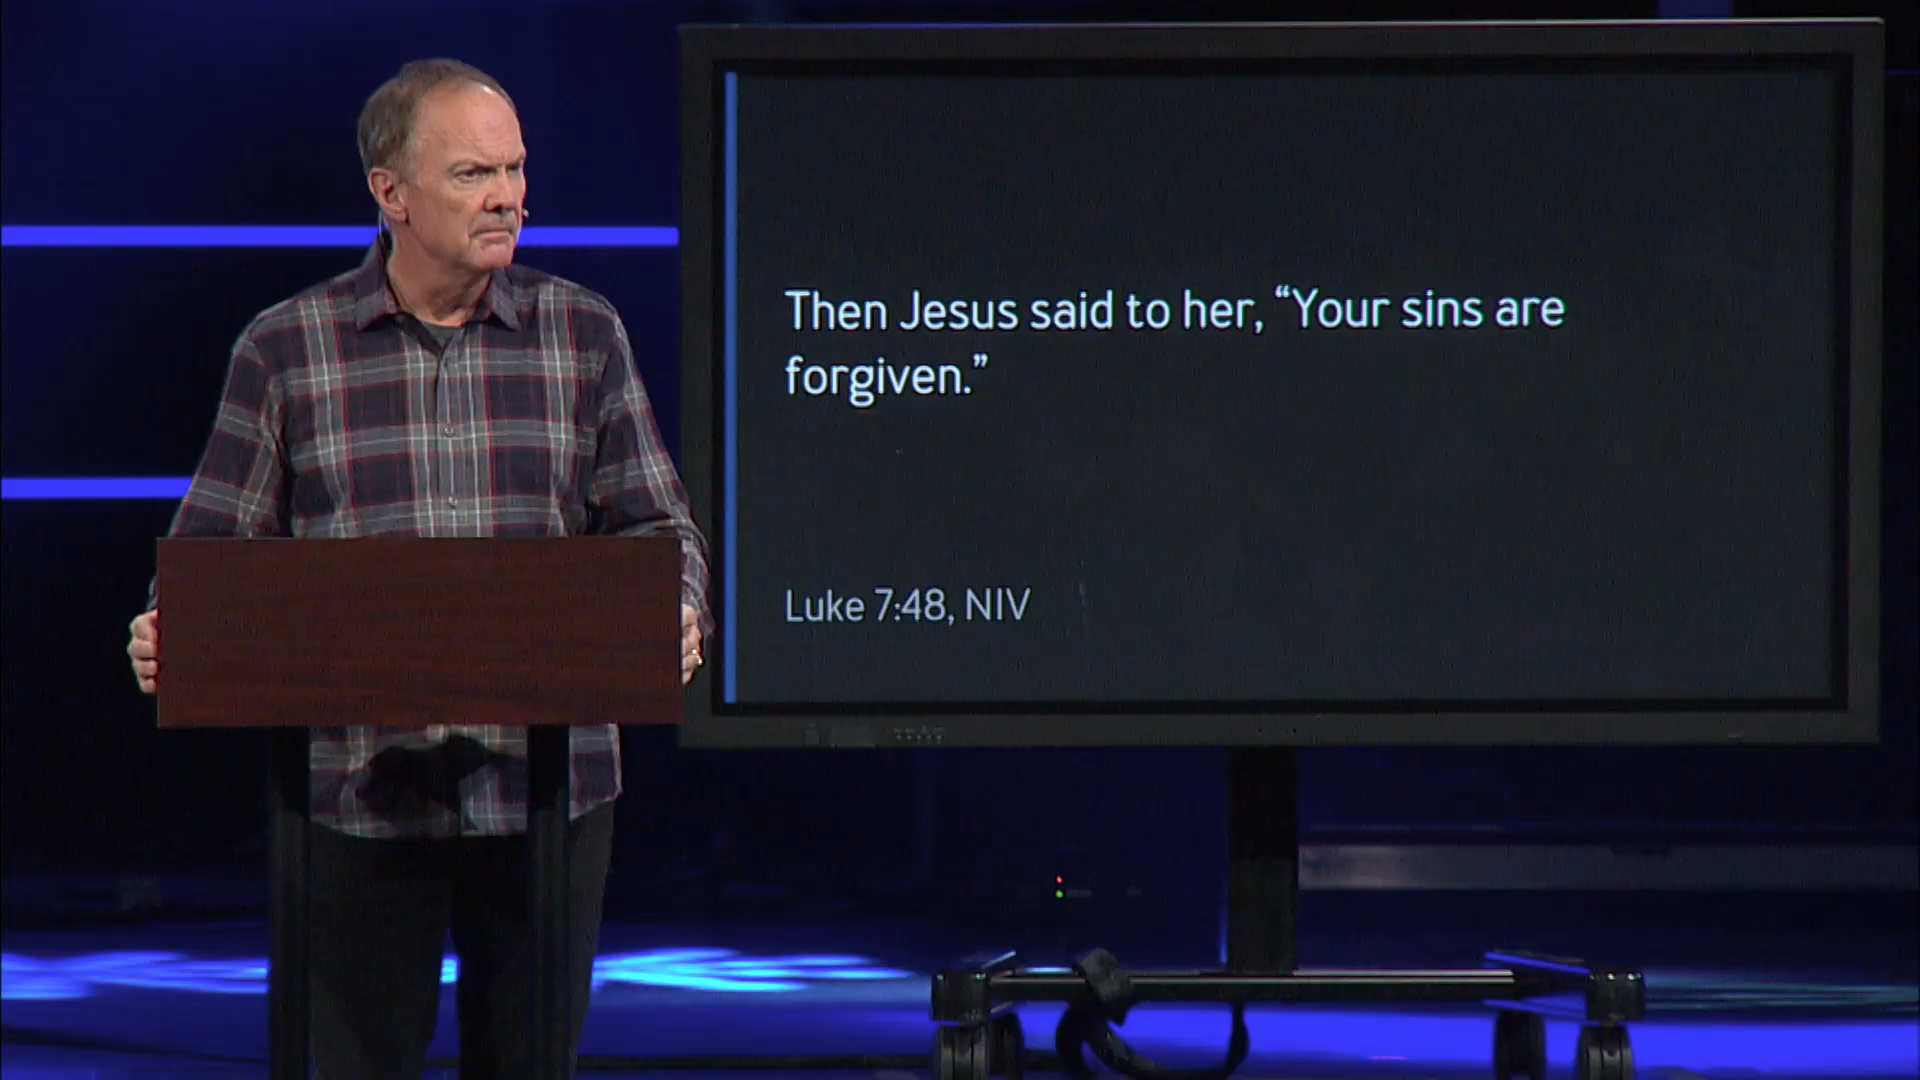 Then Jesus said to her, “Your sins are
forgiven.”
Luke 7:48, NIV